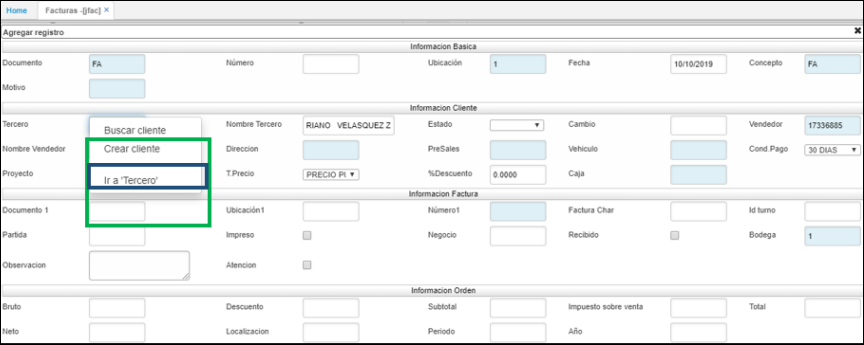 Home Facturas -[jfac] ✖
Agregar registro ✖
Informacion Basica
Documento FA Número Ubicación 1 Fecha 10/10/2019 Concepto FA
Motivo
Informacion Cliente
Tercero Nombre Tercero RIANO VELASQUEZ Z Estado Cambio Vendedor 17336885
Buscar cliente
Nombre Vendedor Crear cliente Direccion PreSales Vehiculo Cond.Pago 30 DIAS
Proyecto Ir a 'Tercero' T.Precio PRECIO PI %Descuento 0.0000 Caja
Informacion Factura
Documento 1 Ubicación1 Número1 Factura Char Id turno
Partida Impreso Negocio Recibido Bodega 1
Observacion Atencion
Informacion Orden
Bruto Descuento Subtotal Impuesto sobre venta Total
Neto Localizacion Periodo Año